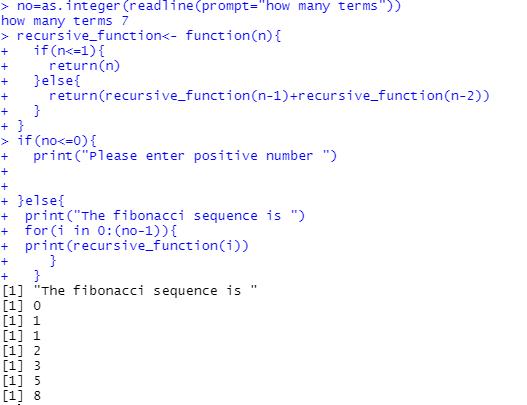 > no=as.integer(readline(prompt="how many terms"))
how many terms 7
> recursive_function<- function(n){
+   if(n<=1){
+     return(n)
+   }else{
+     return(recursive_function(n-1)+recursive_function(n-2))
+   }
+ }
> if(no<=0){
+   print("Please enter positive number ")
+
+
+ }else{
+  print("The fibonacci sequence is ")
+  for(i in 0:(no-1)){
+  print(recursive_function(i))
+     }
+   }
[1] "The fibonacci sequence is "
[1] 0
[1] 1
[1] 1
[1] 2
[1] 3
[1] 5
[1] 8